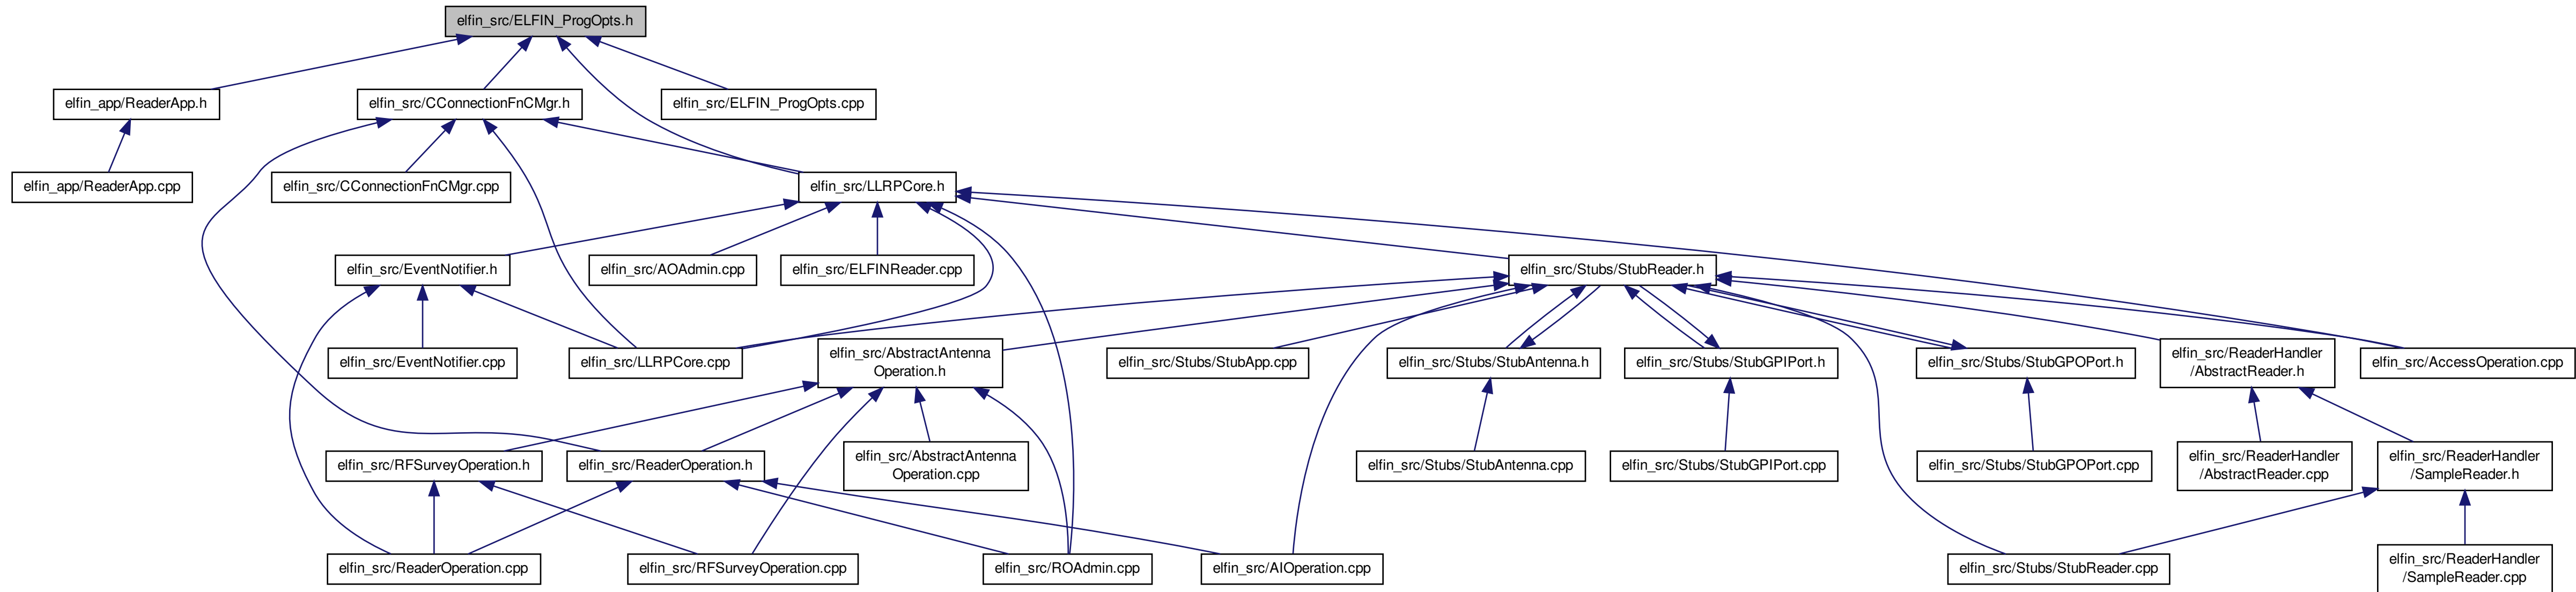 elfin_src/ELFIN_ProgOpts.h
elfin_app/ReaderApp.h
elfin_src/CConnectionFnCMgr.h
elfin_src/ELFIN_ProgOpts.cpp
elfin_app/ReaderApp.cpp
elfin_src/CConnectionFnCMgr.cpp
elfin_src/LLRPCore.h
elfin_src/EventNotifier.h
elfin_src/AOAdmin.cpp
elfin_src/ELFINReader.cpp
elfin_src/Stubs/StubReader.h
elfin_src/EventNotifier.cpp
elfin_src/LLRPCore.cpp
elfin_src/AbstractAntenna
Operation.h
elfin_src/Stubs/StubApp.cpp
elfin_src/Stubs/StubAntenna.h
elfin_src/Stubs/StubGPIPort.h
elfin_src/Stubs/StubGPOPort.h
elfin_src/ReaderHandler
/AbstractReader.h
elfin_src/AccessOperation.cpp
elfin_src/RFSurveyOperation.h
elfin_src/ReaderOperation.h
elfin_src/AbstractAntenna
Operation.cpp
elfin_src/Stubs/StubAntenna.cpp
elfin_src/Stubs/StubGPIPort.cpp
elfin_src/Stubs/StubGPOPort.cpp
elfin_src/ReaderHandler
/AbstractReader.cpp
elfin_src/ReaderHandler
/SampleReader.h
elfin_src/ReaderOperation.cpp
elfin_src/RFSurveyOperation.cpp
elfin_src/ROAdmin.cpp
elfin_src/AIOperation.cpp
elfin_src/Stubs/StubReader.cpp
elfin_src/ReaderHandler
/SampleReader.cpp